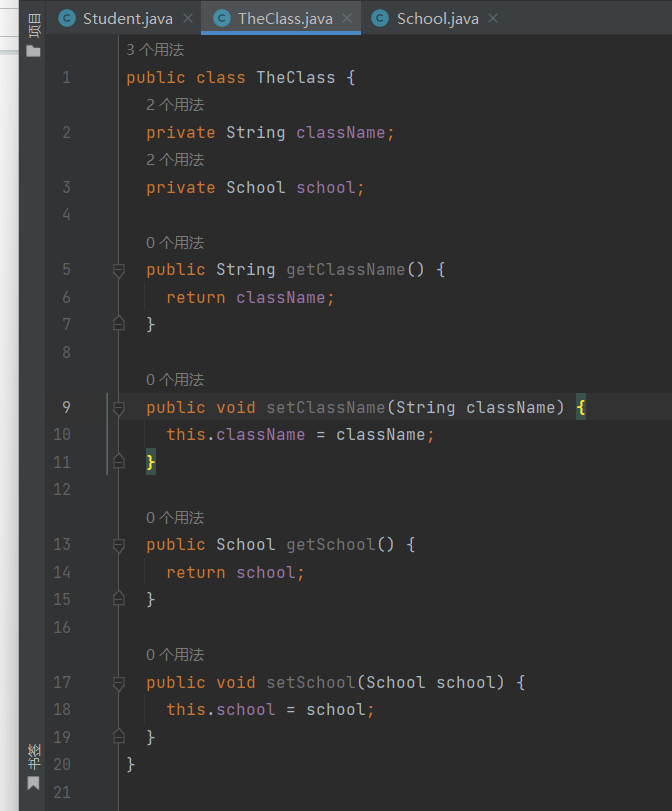 项目
Student.java × TheClass.java × School.java ×
3 个用法
1 public class TheClass {
2 个用法
2 private String className;
2 个用法
3 private School school;
4
0 个用法
5 public String getClassName() {
6 return className;
7 }
8
0 个用法
9 public void setClassName(String className) {
10 this.className = className;
11 }
12
0 个用法
13 public School getSchool() {
14 return school;
15 }
16
0 个用法
17 public void setSchool(School school) {
18 this.school = school;
19 }
20 }
21
书签